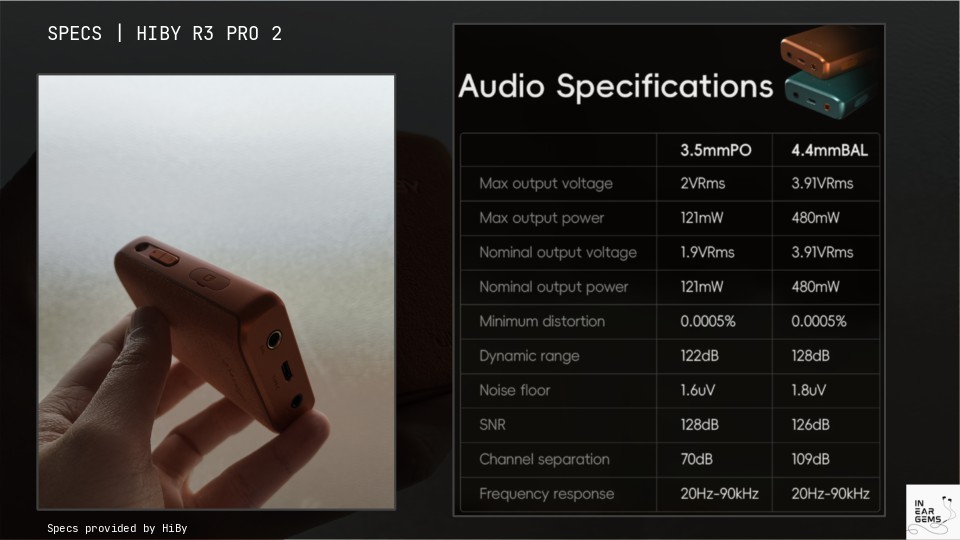 SPECS | HIBY R3 PRO 2
Audio Specifications
3.5mmPO 4.4mmBAL
Max output voltage 2VRms 3.91VRms
Max output power 121mW 480mW
Nominal output voltage 1.9VRms 3.91VRms
Nominal output power 121mW 480mW
Minimum distortion 0.0005% 0.0005%
Dynamic range 122dB 128dB
Noise floor 1.6uV 1.8uV
SNR 128dB 126dB
Channel separation 70dB 109dB
Frequency response 20Hz-90kHz 20Hz-90kHz
Specs provided by HiBy
IN
EAR
GEMS